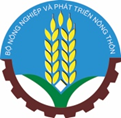 BỘ NÔNG NGHIỆP VÀ PHÁT TRIỂN NÔNG THÔN